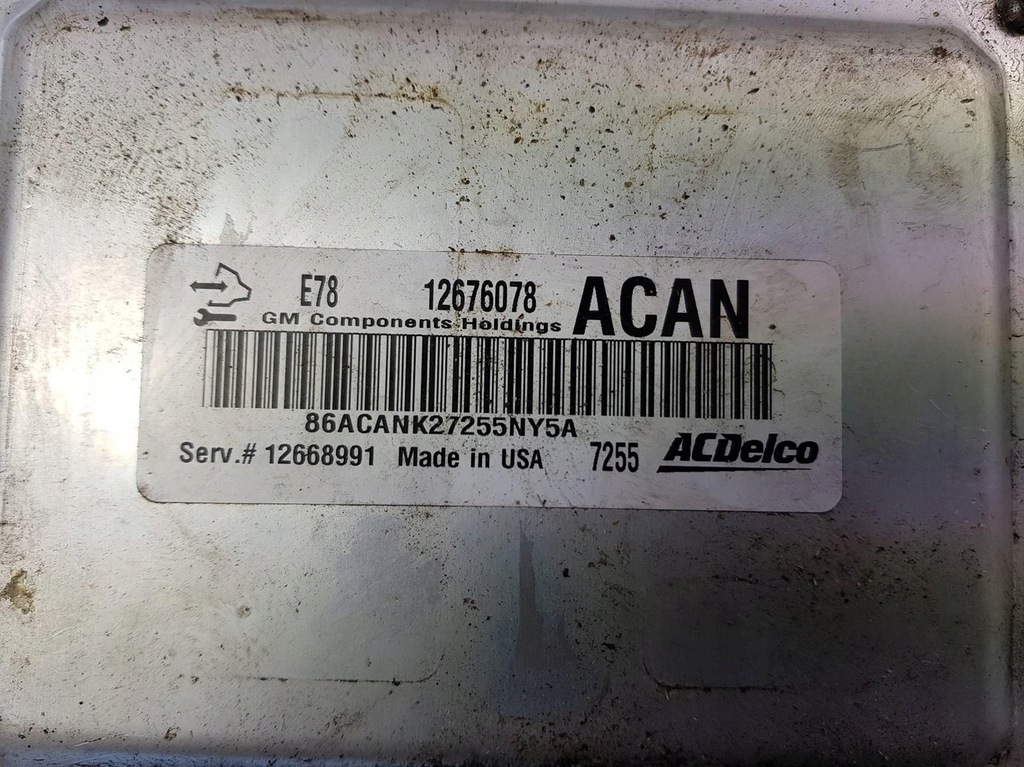 E78 12676078 ACAN
GM Components Holdings
86ACANK27255NY5A
Serv.# 12668991 Made in USA 7255 ACDelco